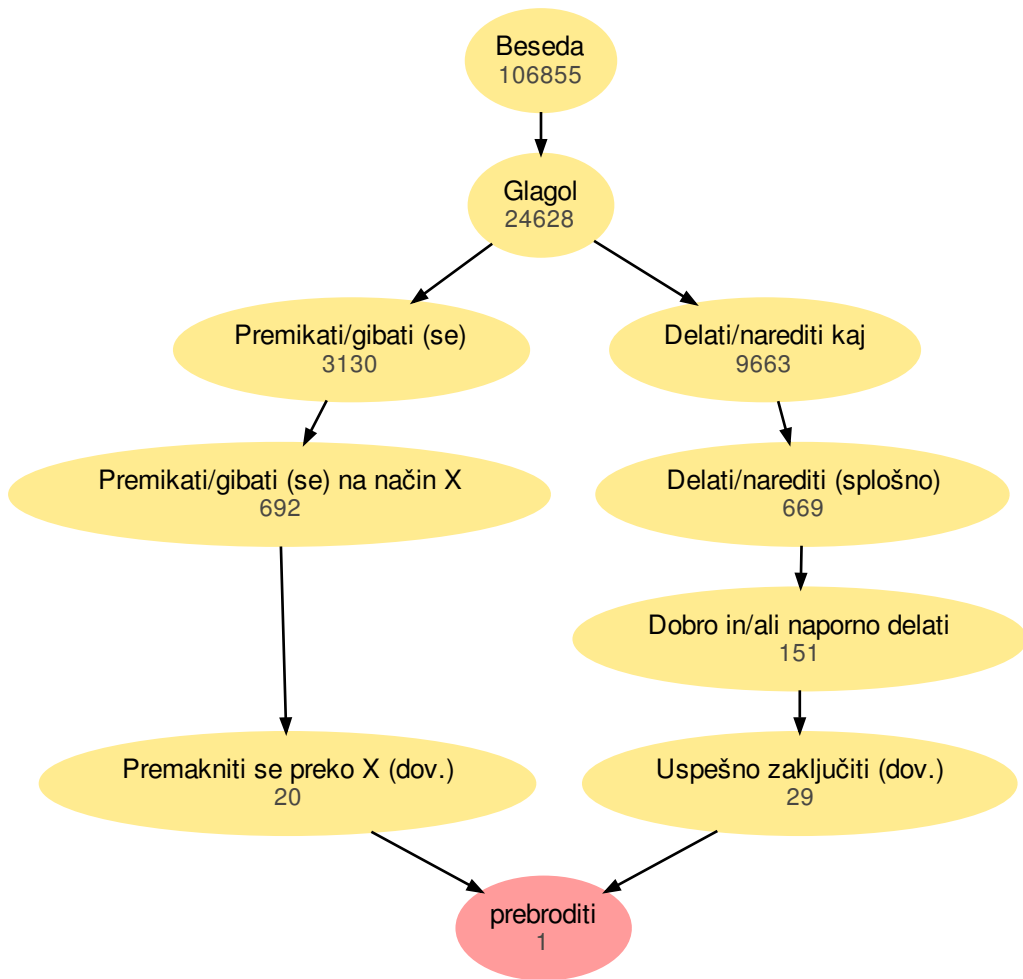 Beseda
106855
Glagol
24628
Premikati/gibati (se)
3130
Delati/narediti kaj
9663
Premikati/gibati (se) na način X
692
Delati/narediti (splošno)
669
Dobro in/ali naporno delati
151
Premakniti se preko X (dov.)
20
Uspešno zaključiti (dov.)
29
prebroditi
1